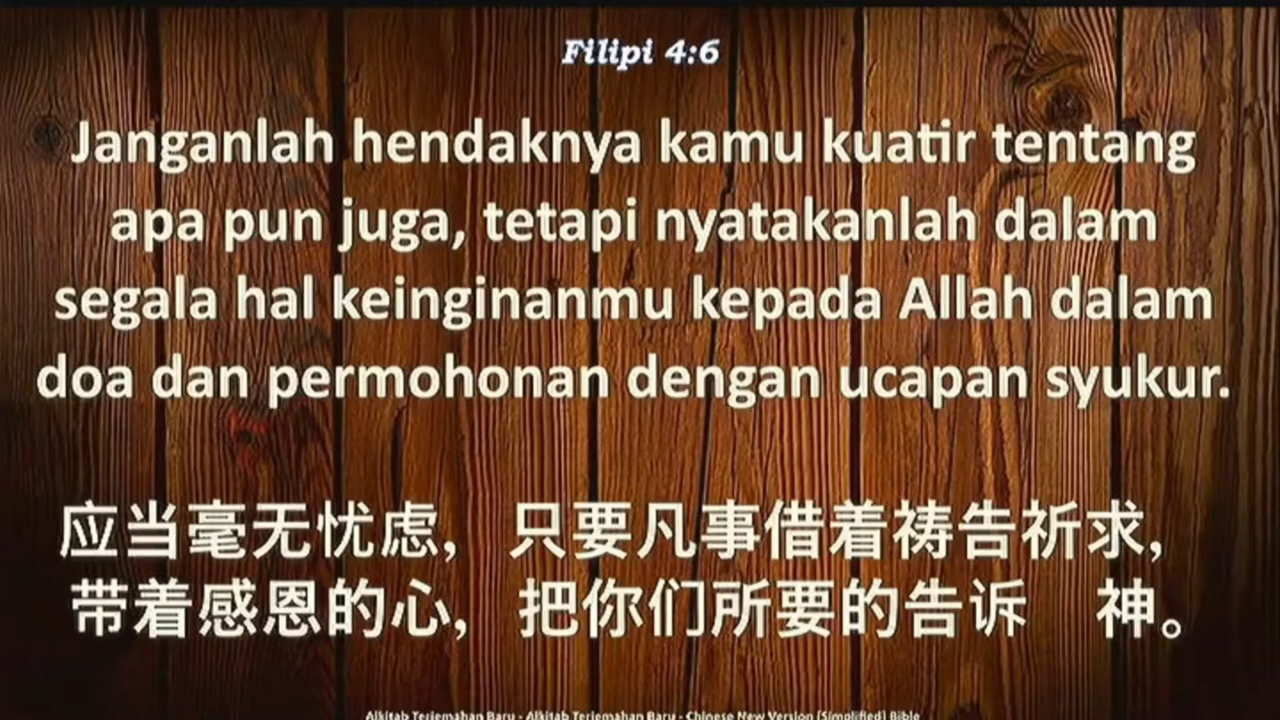 Filipi 4:6
Janganlah hendaknya kamu kuatir tentang
apa pun juga, tetapi nyatakanlah dalam
segala hal keinginanmu kepada Allah dalam
doa dan permohonan dengan ucapan syukur.
应当毫无忧虑, 只要凡事借着祷告祈求,
带着感恩的心, 把你们所要的告诉　神。
Alkitab Terjemahan Baru - Alkitab Terjemahan Baru - Chinese New Version (Simplified) Bible